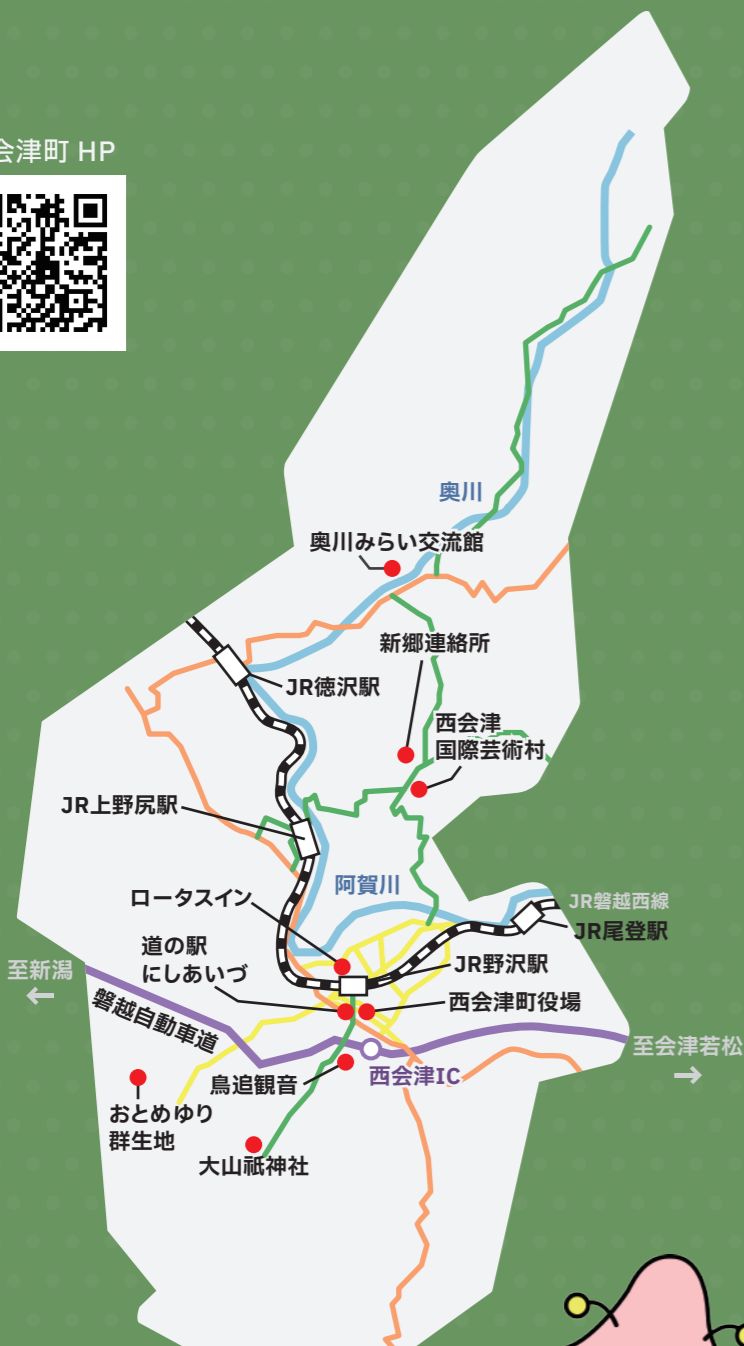 会津町 HP
奥川
奥川みらい交流館
新郷連絡所
JR徳沢駅
西会津
国際芸術村
JR上野尻駅
阿賀川
ロータスイン
JR磐越西線
JR尾登駅
道の駅
にしあいづ
至新潟
←
JR野沢駅
磐越自動車道
西会津町役場
至会津若松
→
西会津IC
鳥追観音
おとめゆり
群生地
大山祇神社